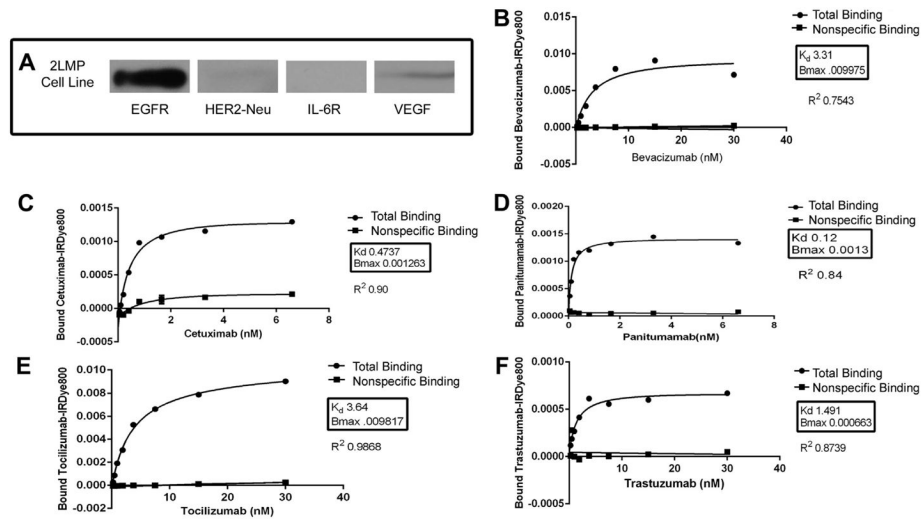 A
2LMP
Cell Line
EGFR HER2-Neu IL-6R VEGF
B
Total Binding
Nonspecific Binding
Kd 3.31
Bmax .009975
R2 0.7543
Bound Bevacizumab-IRDye800
0.015
0.010
0.005
0.000
-0.005
10 20 30 40
Bevacizumab (nM)
C
Total Binding
Nonspecific Binding
Kd 0.4737
Bmax 0.001263
R2 0.90
Bound Cetuximab-IRDye800
0.0015
0.0010
0.0005
0.0000
-0.0005
2 4 6 8
Cetuximab (nM)
D
Total Binding
Nonspecific Binding
Kd 0.12
Bmax 0.0013
R2 0.84
Bound Panitumamab-IRDye800
0.0020
0.0015
0.0010
0.0005
0.0000
0 2 4 6 8
Panitumamab(nM)
E
Total Binding
Nonspecific Binding
Kd 3.64
Bmax .009817
R2 0.9868
Bound Tocilizumab-IRDye800
0.010
0.008
0.006
0.004
0.002
0.000
-0.002
10 20 30 40
Tocilizumab (nM)
F
Total Binding
Nonspecific Binding
Kd 1.491
Bmax 0.000663
R2 0.8739
Bound Trastuzumab-IRDye800
0.0010
0.0005
0.0000
-0.0005
10 20 30 40
Trastuzumab (nM)